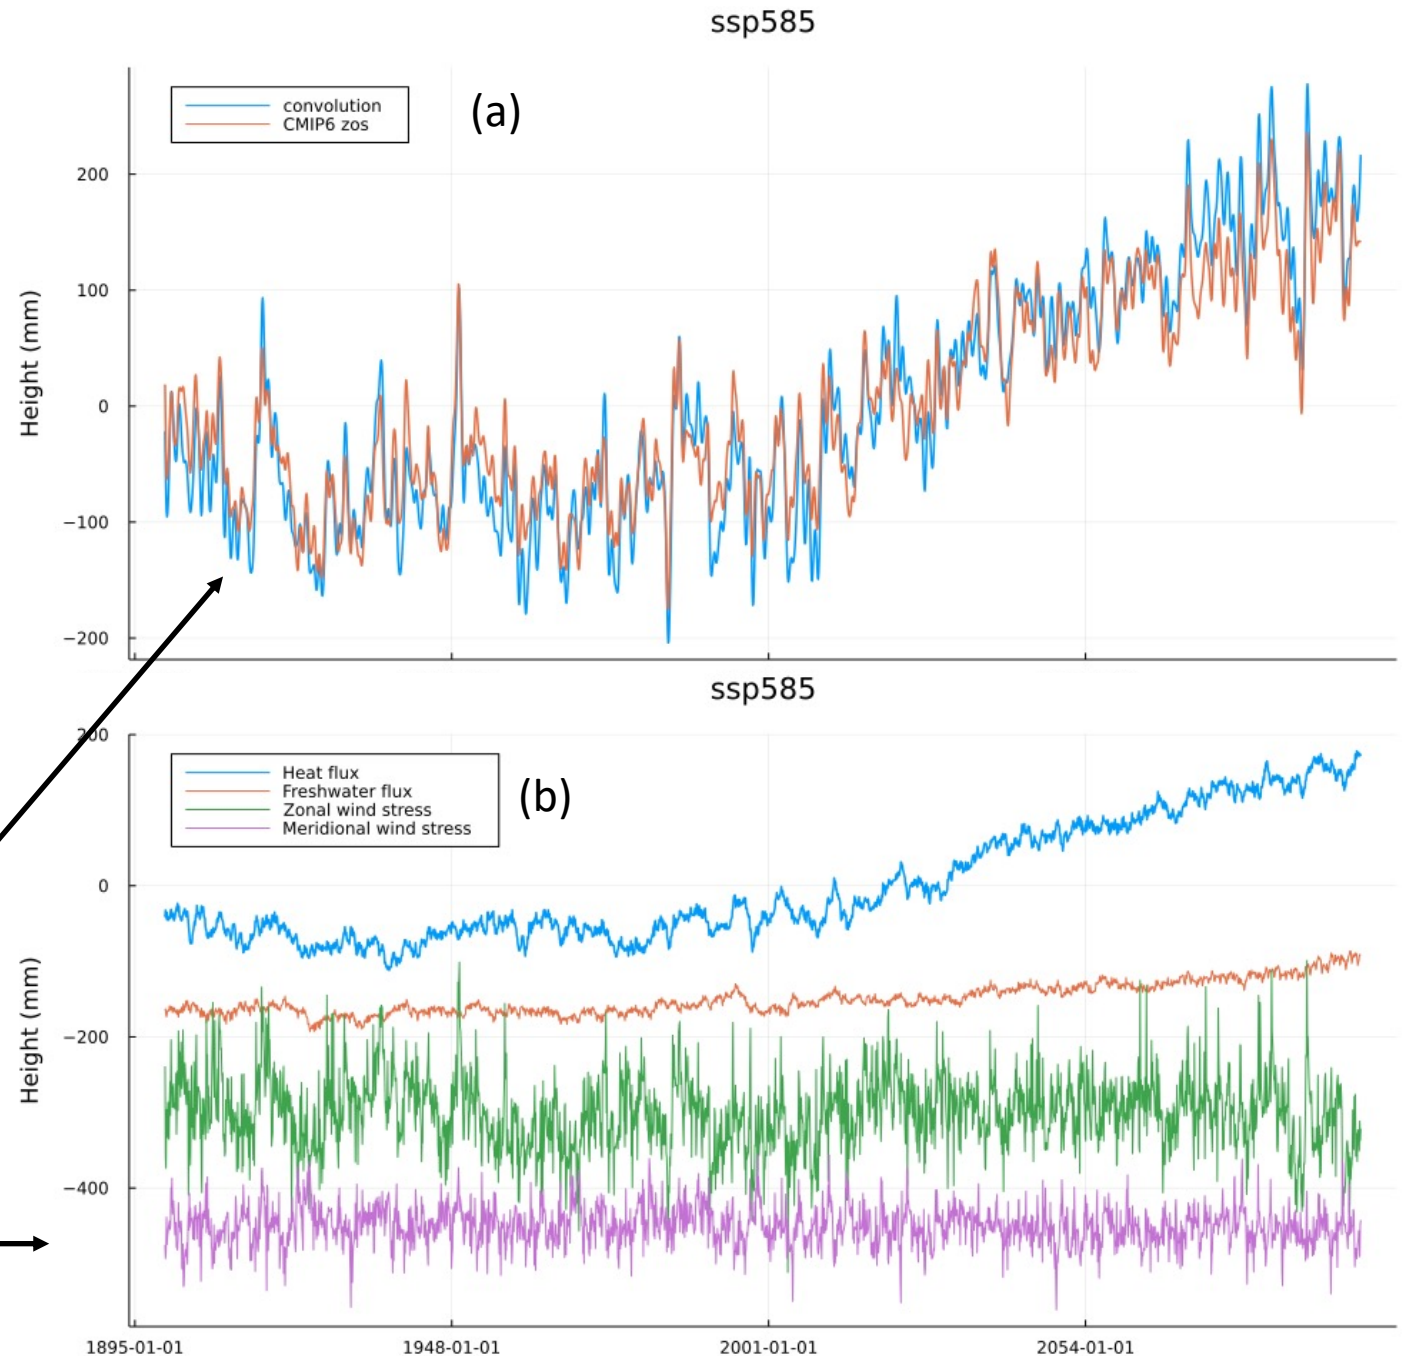 ssp585
convolution
CMIP6 zos
(a)
200
100
0
−100
−200
Height (mm)
ssp585
Heat flux
Freshwater flux
Zonal wind stress
Meridional wind stress
(b)
200
0
−200
−400
Height (mm)
1895-01-01 1948-01-01 2001-01-01 2054-01-01